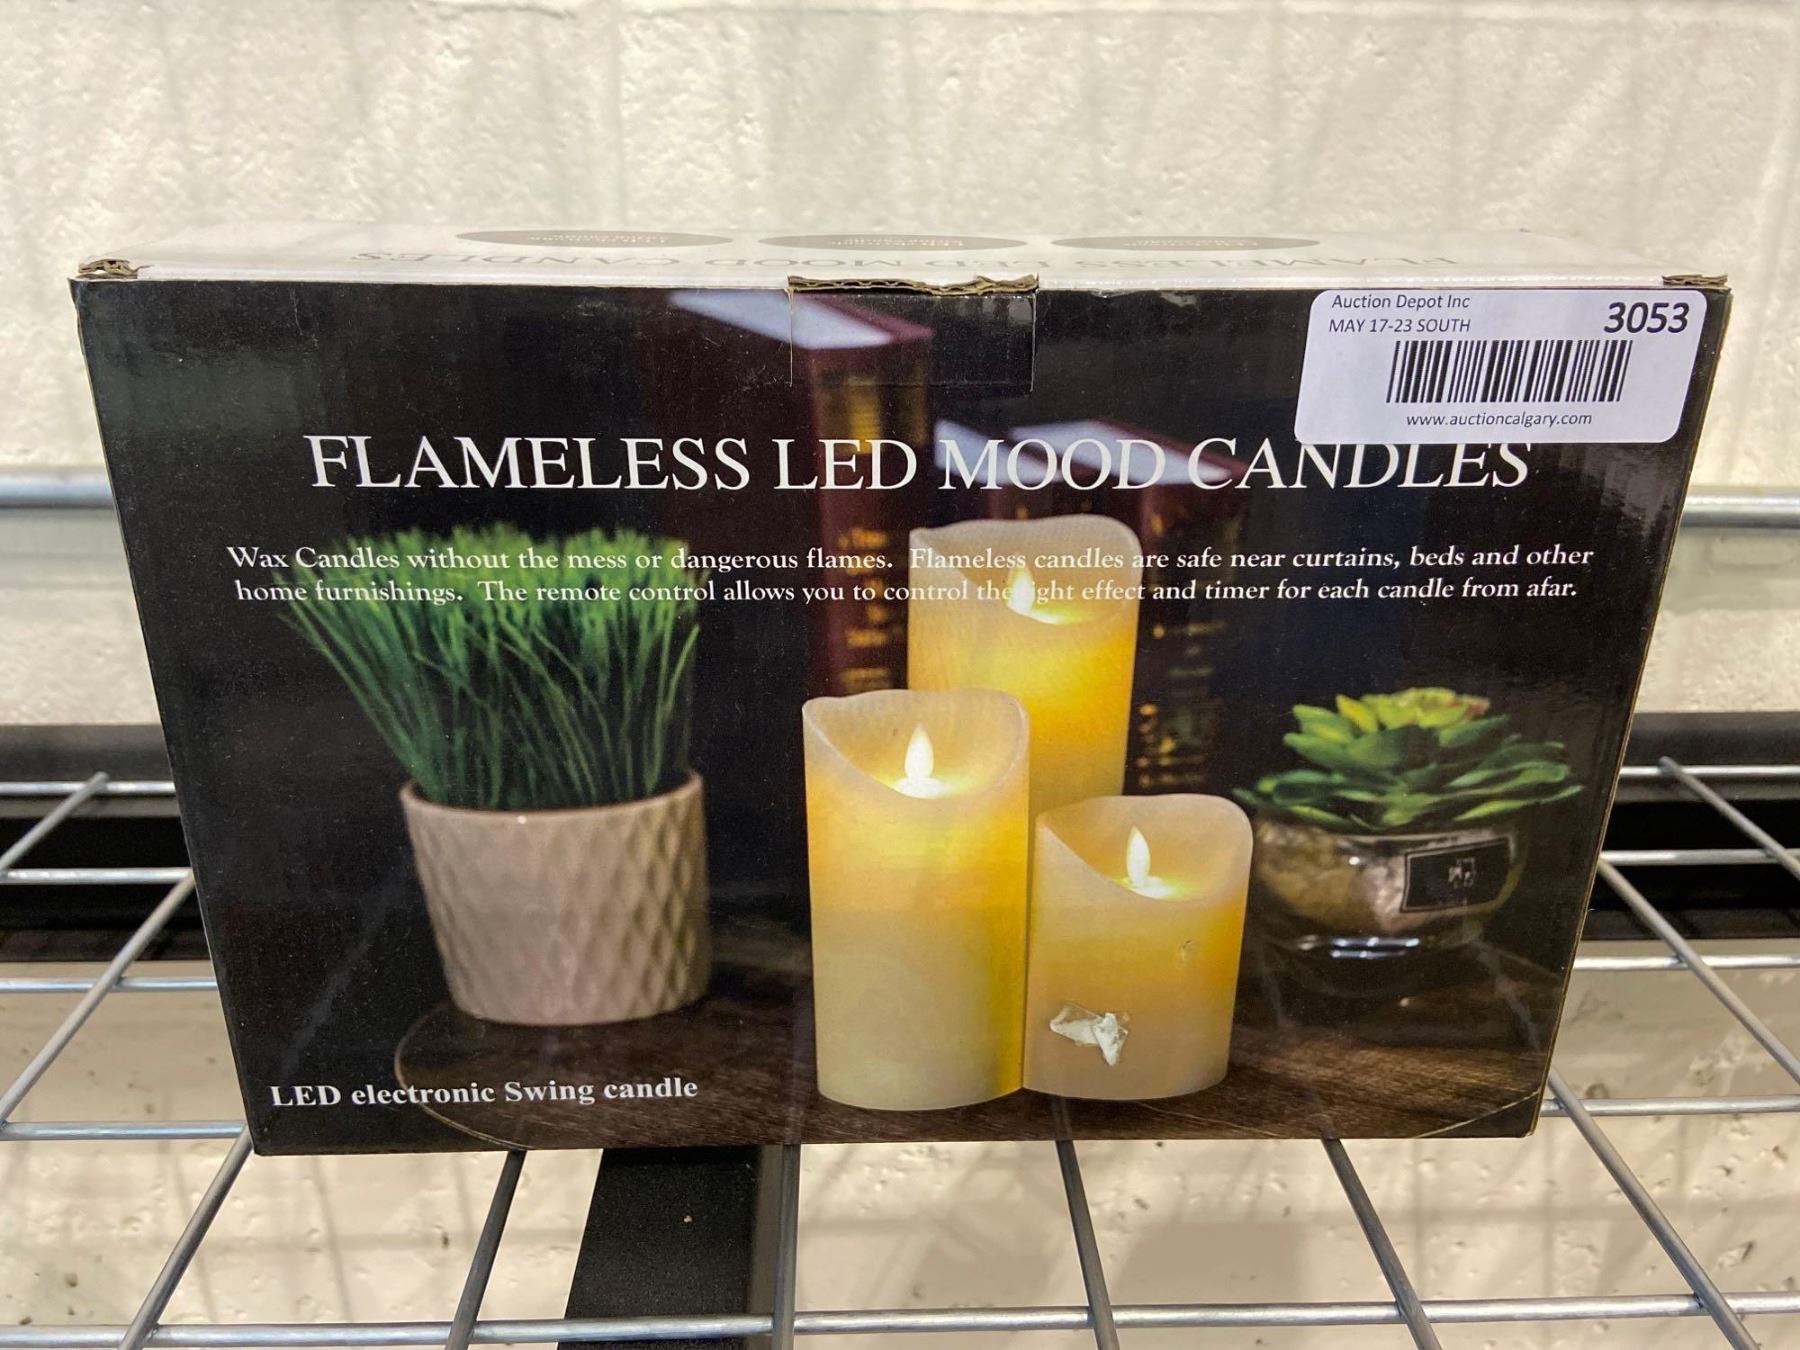 FLAMELESS LED MOOD CANDLES
Auction Depot Inc
3053
MAY 17-23 SOUTH
www.auctioncalgary.com
FLAMELESS LED MOOD CANDLES
Wax Candles without the mess or dangerous flames. Flameless candles are safe near curtains, beds and other
home furnishings. The remote control allows you to control the ight effect and timer for each candle from afar.
LED electronic Swing candle